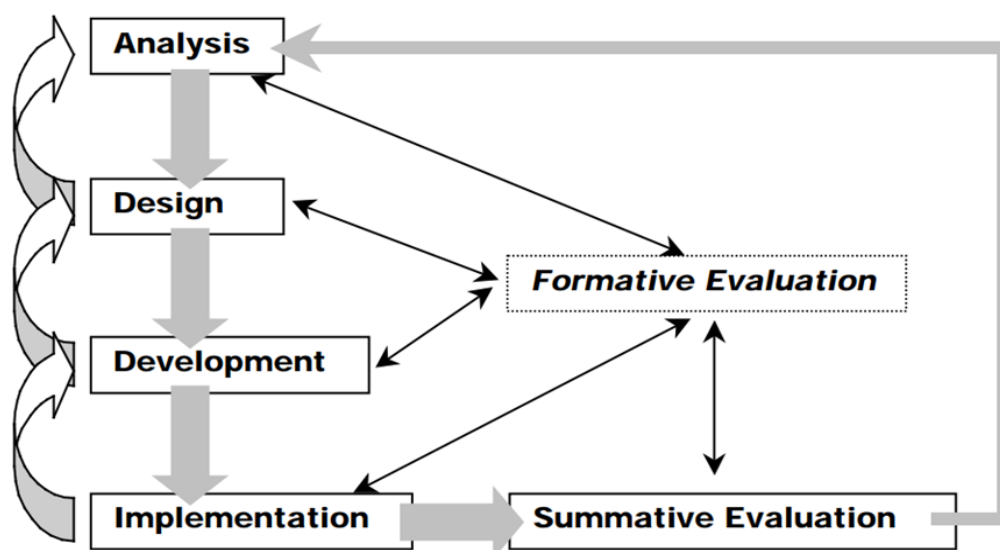 Analysis
Design
Formative Evaluation
Development
Implementation
Summative Evaluation